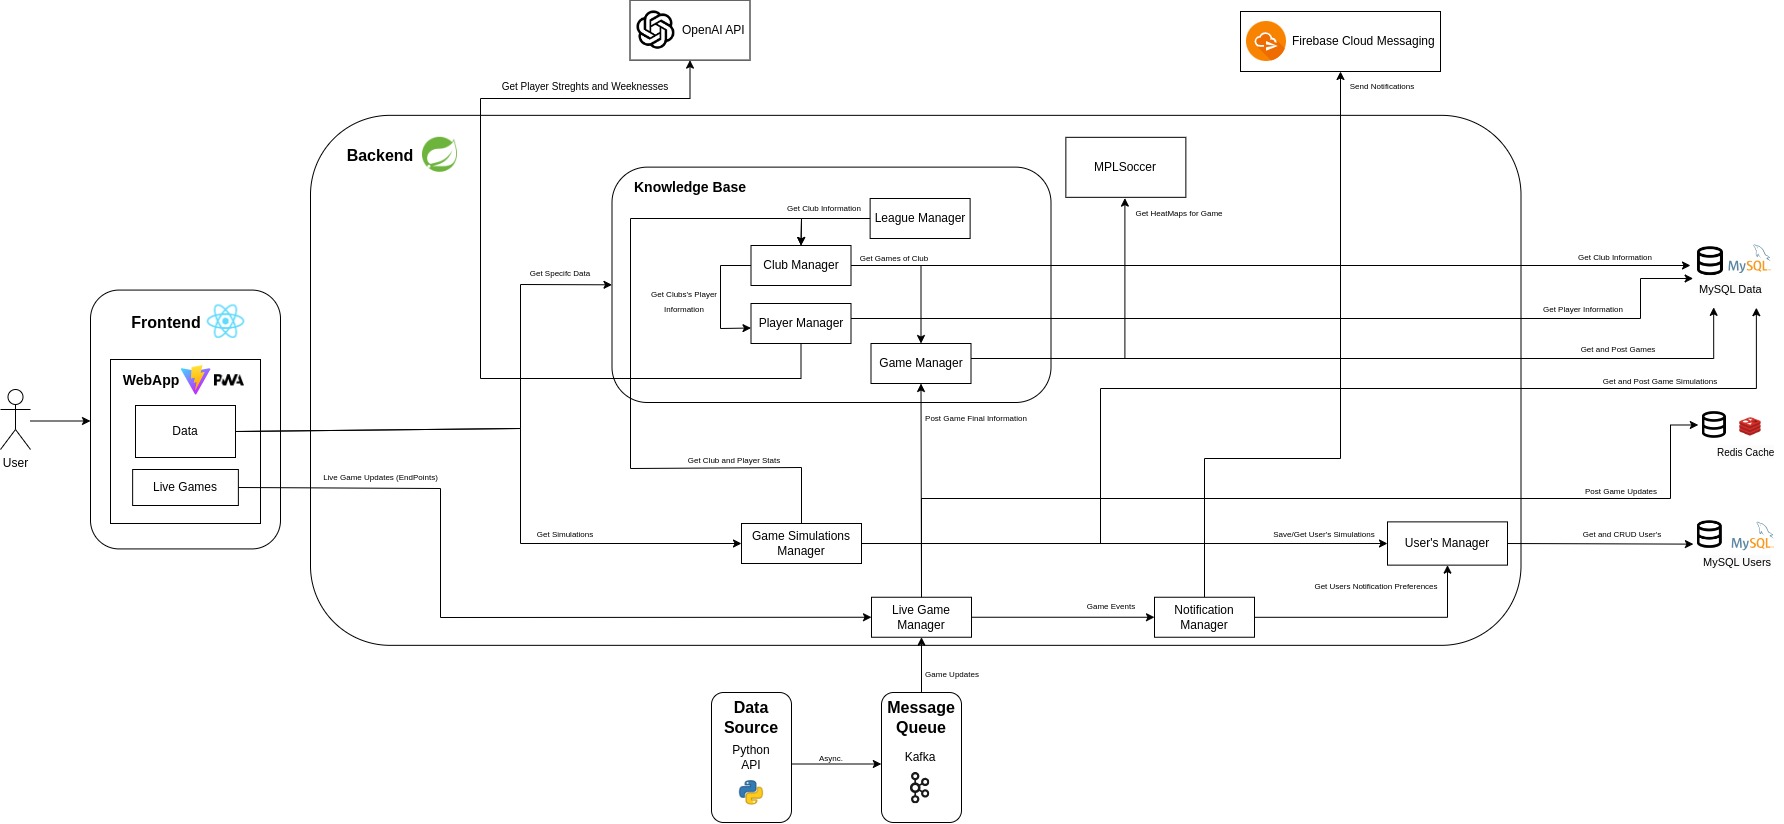 OpenAI API
Firebase Cloud Messaging
Get Player Streghts and Weeknesses
Send Notifications
Backend
MPLSoccer
Knowledge Base
Get Club Information
League Manager
Get HeatMaps for Game
Club Manager
Get Games of Club
Get Club Information
MySQL
MySQL Data
Get Specifc Data
Get Clubs's Player
Information
Player Manager
Get Player Information
Frontend
Game Manager
Get and Post Games
WebApp
PWA
Get and Post Game Simulations
Data
Post Game Final Information
User
Redis Cache
Get Club and Player Stats
Live Game Updates (EndPoints)
Live Games
Post Game Updates
Get Simulations
Game Simulations
Manager
Save/Get User's Simulations
User's Manager
Get and CRUD User's
MySQL
MySQL Users
Get Users Notification Preferences
Live Game
Manager
Game Events
Notification
Manager
Game Updates
Data
Source
Python
API
Async.
Message
Queue
Kafka